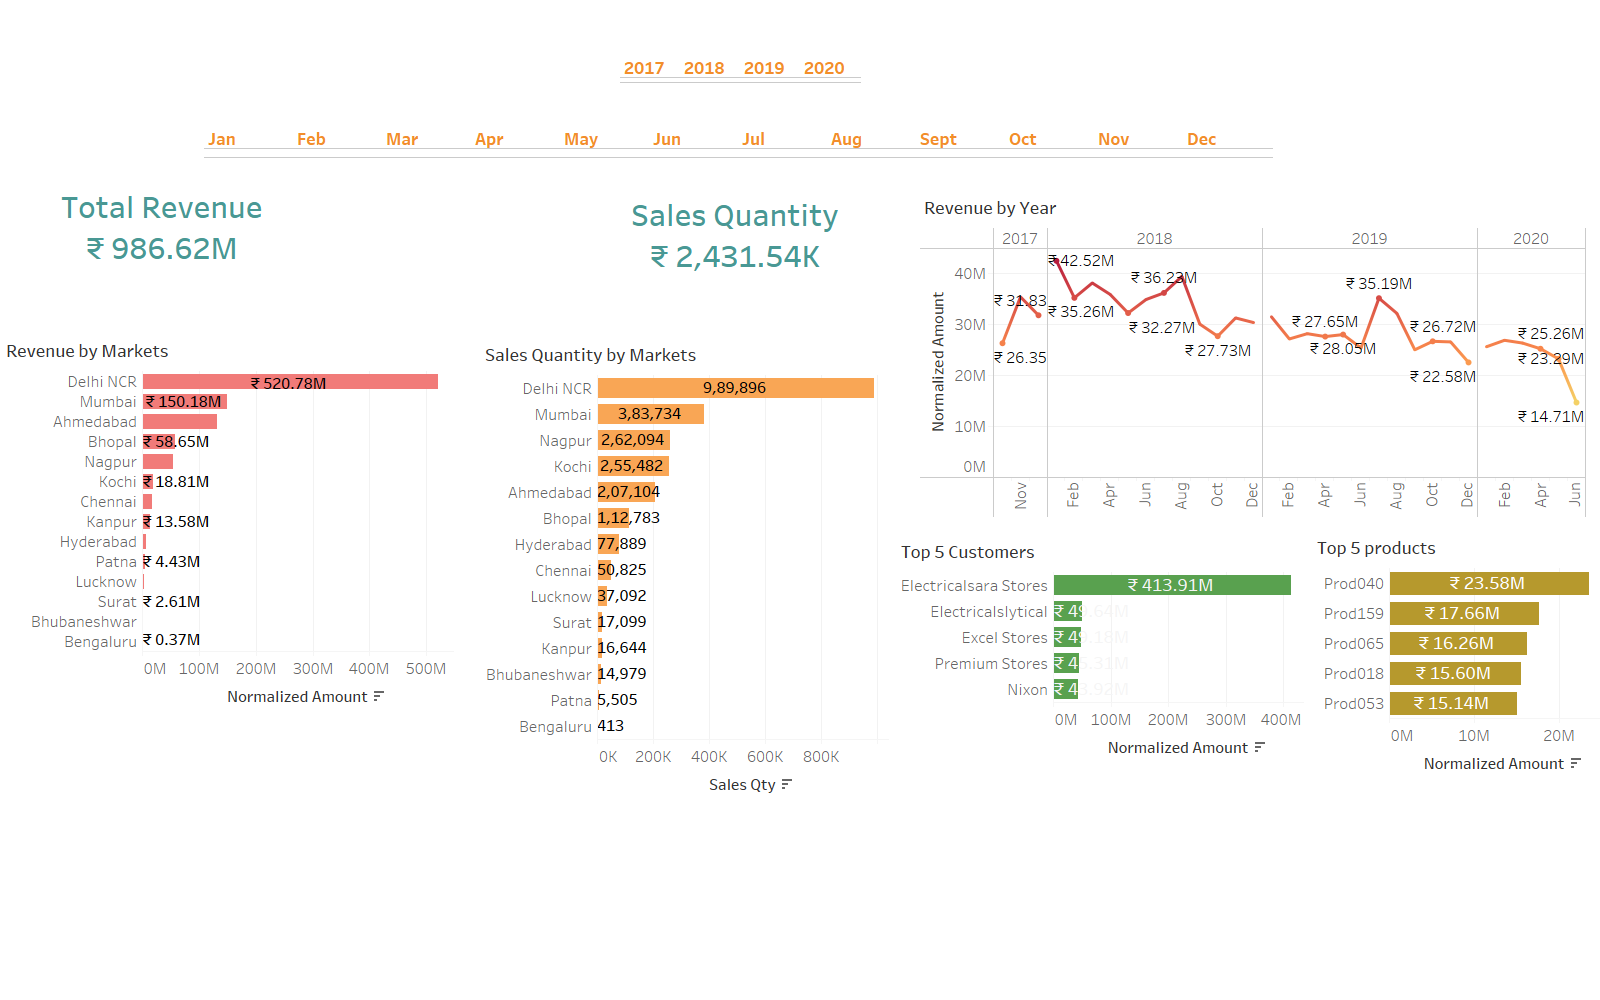 2017 2018 2019 2020
Jan Feb Mar Apr May Jun Jul Aug Sept Oct Nov Dec
Total Revenue
₹ 986.62M
Sales Quantity
₹ 2,431.54K
Revenue by Markets
Delhi NCR ₹ 520.78M
Mumbai ₹ 150.18M
Ahmedabad
Bhopal ₹ 58.65M
Nagpur
Kochi ₹ 18.81M
Chennai
Kanpur ₹ 13.58M
Hyderabad
Patna ₹ 4.43M
Lucknow
Surat ₹ 2.61M
Bhubaneshwar
Bengaluru ₹ 0.37M
0M 100M 200M 300M 400M 500M
Normalized Amount
Sales Quantity by Markets
Delhi NCR 9,89,896
Mumbai 3,83,734
Nagpur 2,62,094
Kochi 2,55,482
Ahmedabad 2,07,104
Bhopal 1,12,783
Hyderabad 77,889
Chennai 50,825
Lucknow 37,092
Surat 17,099
Kanpur 16,644
Bhubaneshwar 14,979
Patna 5,505
Bengaluru 413
0K 200K 400K 600K 800K
Sales Qty
Revenue by Year
2017 2018 2019 2020
Normalized Amount
40M
30M
20M
10M
0M
₹ 31.83
₹ 26.35
₹ 42.52M
₹ 35.26M
₹ 36.23M
₹ 32.27M
₹ 27.73M
₹ 35.19M
₹ 27.65M
₹ 28.05M
₹ 26.72M
₹ 22.58M
₹ 25.26M
₹ 23.29M
₹ 14.71M
Nov Feb Apr Jun Aug Oct Dec Feb Apr Jun Aug Oct Dec Feb Apr Jun
Top 5 Customers
Electricalsara Stores ₹ 413.91M
Electricalslytical ₹ 49.64M
Excel Stores ₹ 49.18M
Premium Stores ₹ 45.31M
Nixon ₹ 43.92M
0M 100M 200M 300M 400M
Normalized Amount
Top 5 products
Prod040 ₹ 23.58M
Prod159 ₹ 17.66M
Prod065 ₹ 16.26M
Prod018 ₹ 15.60M
Prod053 ₹ 15.14M
0M 10M 20M
Normalized Amount